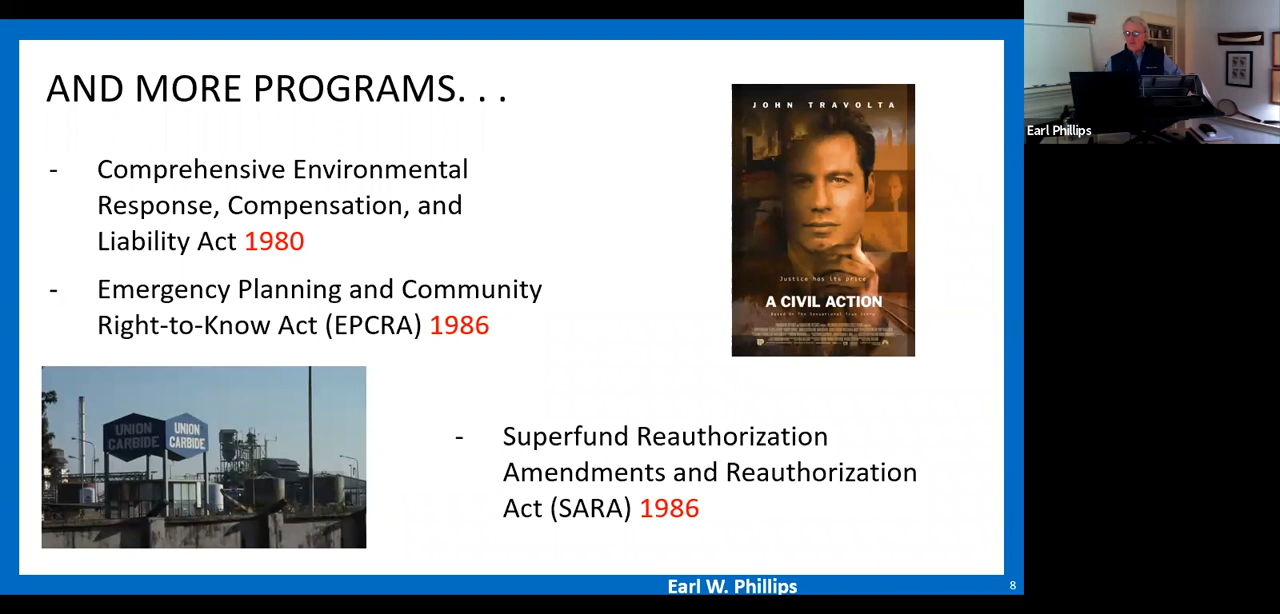 AND MORE PROGRAMS. . .
- Comprehensive Environmental
Response, Compensation, and
Liability Act 1980
- Emergency Planning and Community
Right-to-Know Act (EPCRA) 1986
JOHN TRAVOLTA
Justice has its price
A CIVIL ACTION
Based On The Sensational True Story
UNION
CARBIDE
UNION
CARBIDE
- Superfund Reauthorization
Amendments and Reauthorization
Act (SARA) 1986
Earl W. Phillips
8
Earl Phillips